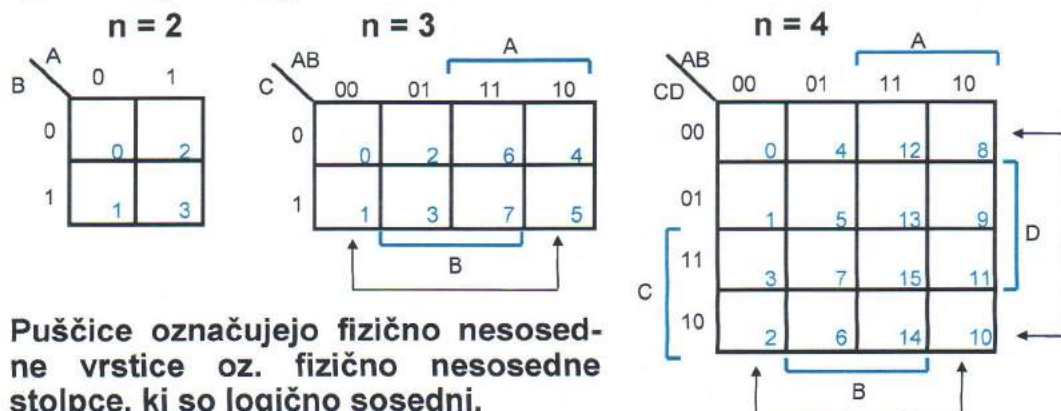 n = 2
n = 3
n = 4
A
B
0 1
0
0 2
1
1 3
A
AB
C
00 01 11 10
0
0 2 6 4
1
1 3 7 5
B
A
AB
CD
00 01 11 10
00
0 4 12 8
01
1 5 13 9
D
11
3 7 15 11
C
10
2 6 14 10
B
Puščice označujejo fizično nesosed-
ne vrstice oz. fizično nesosedne
stolpce, ki so logično sosedni.